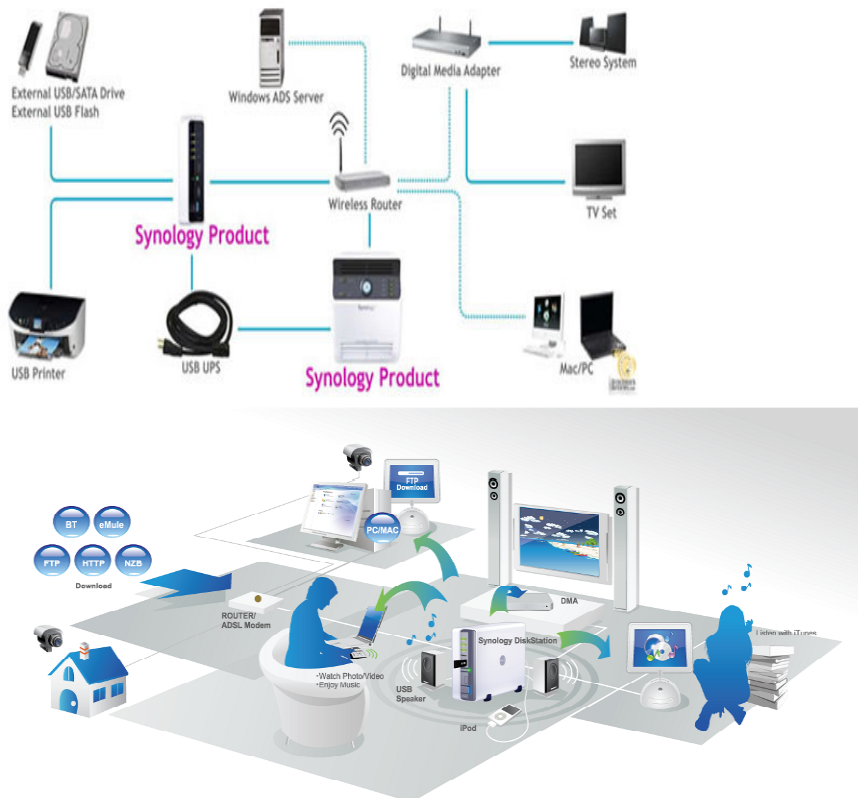 External USB/SATA Drive
External USB Flash
Windows ADS Server
Digital Media Adapter
Stereo System
Wireless Router
TV Set
Synology Product
USB Printer
USB UPS
Synology Product
Mac/PC
FTP
Download
BT
eMule
PC/MAC
FTP
HTTP
NZB
Download
DMA
ROUTER/
ADSL Modem
Synology DiskStation
Listen with iTunes
·Watch Photo/Video
·Enjoy Music
USB
Speaker
iPod